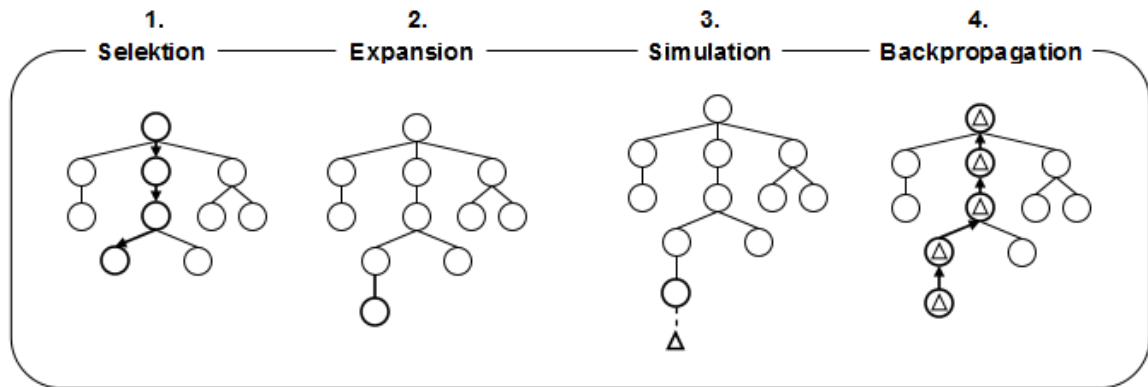 1.
Selektion
2.
Expansion
3.
Simulation
4.
Backpropagation